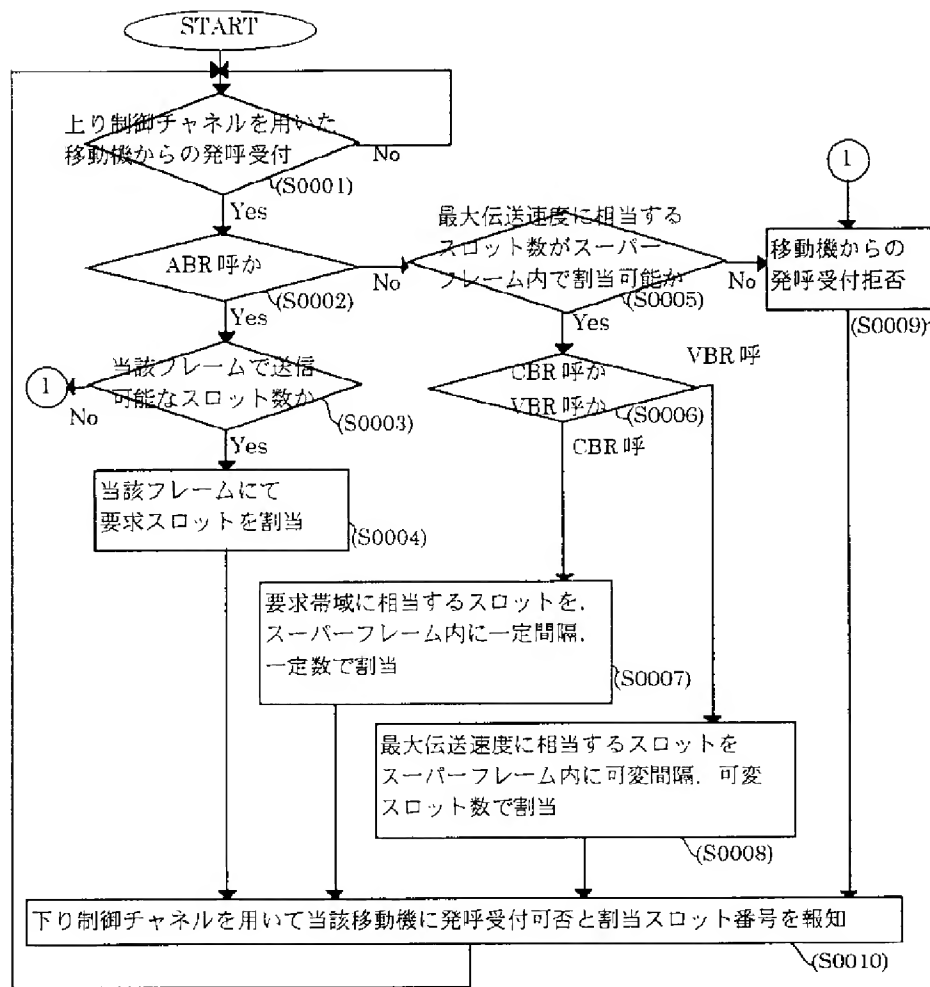 START
上り制御チャネルを用いた
移動機からの発呼受付
No
(S0001)
Yes
1
最大伝送速度に相当する
スロット数がスーパー
フレーム内で割当可能か
No
(S0005)
Yes
ABR呼か
No
(S0002)
Yes
移動機からの
発呼受付拒否
(S0009)
1
当該フレームで送信
可能なスロット数か
No
(S0003)
Yes
CBR呼か
VBR呼か
(S0006)
VBR呼
CBR呼
当該フレームにて
要求スロットを割当
(S0004)
要求帯域に相当するスロットを,
スーパーフレーム内に一定間隔,
一定数で割当
(S0007)
最大伝送速度に相当するスロットを
スーパーフレーム内に可変間隔, 可変
スロット数で割当
(S0008)
下り制御チャネルを用いて当該移動機に発呼受付可否と割当スロット番号を報知
(S0010)